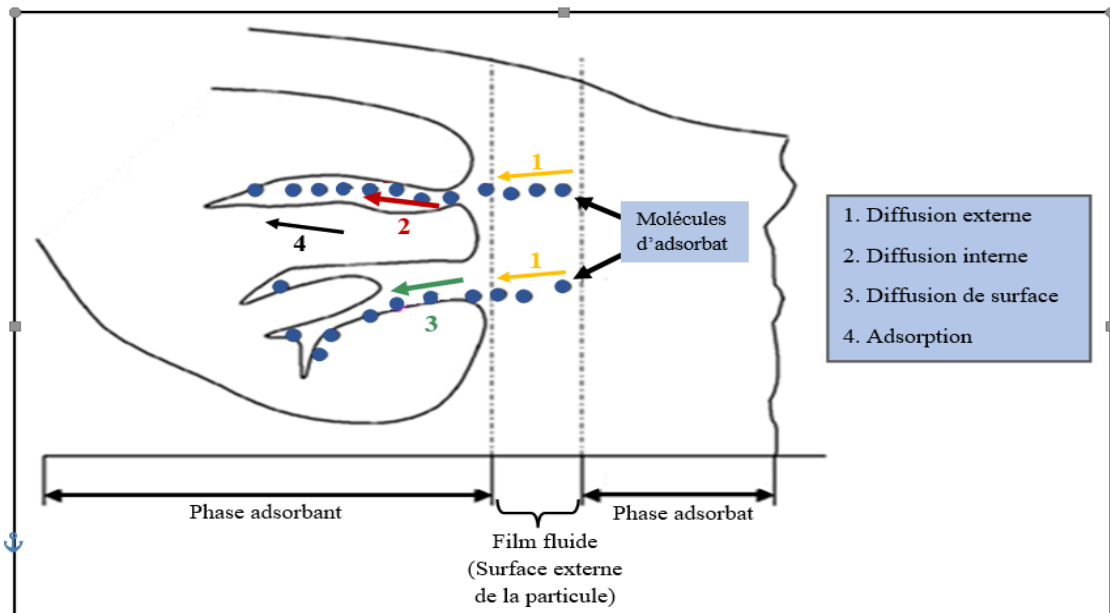 1
Molécules
d'adsorbat
2
4
1
3
1. Diffusion externe
2. Diffusion interne
3. Diffusion de surface
4. Adsorption
Phase adsorbant
Phase adsorbat
Film fluide
(Surface externe
de la particule)